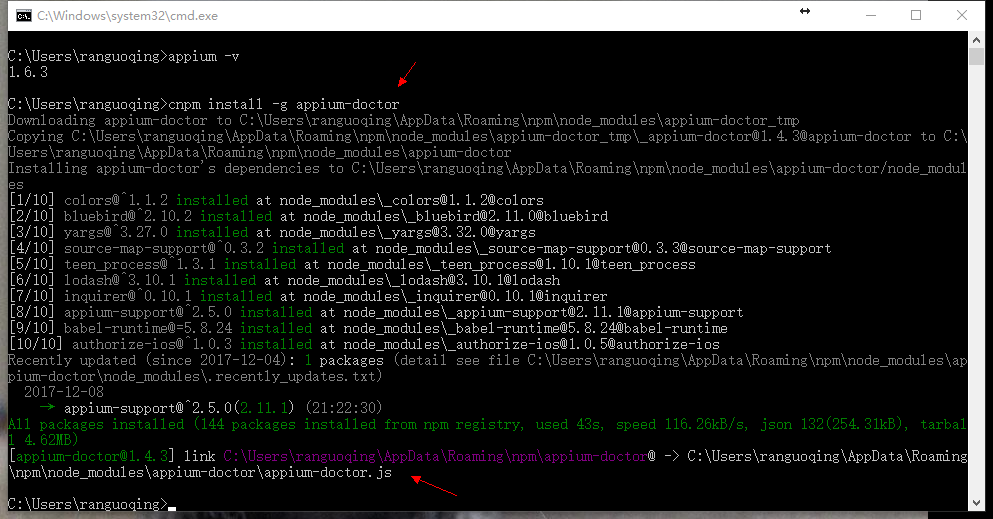 C:\Windows\system32\cmd.exe
C:\Users\ranguoqing>appium -v
1.6.3
C:\Users\ranguoqing>cnpm install -g appium-doctor
Downloading appium-doctor to C:\Users\ranguoqing\AppData\Roaming\npm\node_modules\appium-doctor_tmp
Copying C:\Users\ranguoqing\AppData\Roaming\npm\node_modules\appium-doctor_tmp\_appium-doctor@1.4.3@appium-doctor to C:\
Users\ranguoqing\AppData\Roaming\npm\node_modules\appium-doctor
Installing appium-doctor's dependencies to C:\Users\ranguoqing\AppData\Roaming\npm\node_modules\appium-doctor/node_modul
es
[1/10] colors@^1.1.2 installed at node_modules\_colors@1.1.2@colors
[2/10] bluebird@^2.10.2 installed at node_modules\_bluebird@2.11.0@bluebird
[3/10] yargs@^3.27.0 installed at node_modules\_yargs@3.32.0@yargs
[4/10] source-map-support@^0.3.2 installed at node_modules\_source-map-support@0.3.3@source-map-support
[5/10] teen_process@^1.3.1 installed at node_modules\_teen_process@1.10.1@teen_process
[6/10] lodash@^3.10.1 installed at node_modules\_lodash@3.10.1@lodash
[7/10] inquirer@^0.10.1 installed at node_modules\_inquirer@0.10.1@inquirer
[8/10] appium-support@^2.5.0 installed at node_modules\_appium-support@2.11.1@appium-support
[9/10] babel-runtime@=5.8.24 installed at node_modules\_babel-runtime@5.8.24@babel-runtime
[10/10] authorize-ios@^1.0.3 installed at node_modules\_authorize-ios@1.0.5@authorize-ios
Recently updated (since 2017-12-04): 1 packages (detail see file C:\Users\ranguoqing\AppData\Roaming\npm\node_modules\ap
pium-doctor\node_modules\.recently_updates.txt)
2017-12-08
→ appium-support@^2.5.0(2.11.1) (21:22:30)
All packages installed (144 packages installed from npm registry, used 43s, speed 116.26kB/s, json 132(254.31kB), tarbal
l 4.62MB)
[appium-doctor@1.4.3] link C:\Users\ranguoqing\AppData\Roaming\npm\appium-doctor@ -> C:\Users\ranguoqing\AppData\Roaming
\npm\node_modules\appium-doctor\appium-doctor.js
C:\Users\ranguoqing>